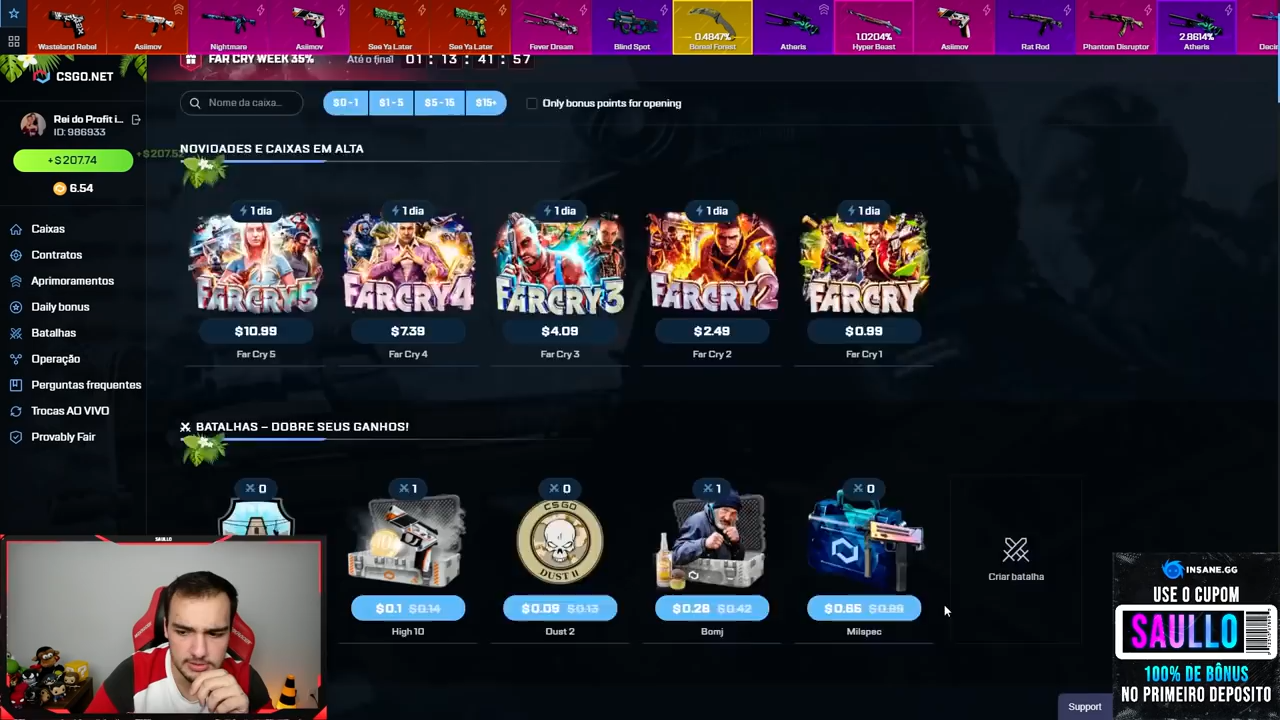 Wasteland Rebel
Asiimov
Nightmare
Asiimov
See Ya Later
See Ya Later
Fever Dream
Blind Spot
0.4847%
Boreal Forest
Atheris
1.0204%
Hyper Beast
Asiimov
Rat Rod
Phantom Disruptor
2.8614%
Atheris
CSGO.NET
FAR CRY WEEK 35%
Até o final
01 : 13 : 41 : 57
Nome da caixa...
$0 - 1
$1 - 5
$5 - 15
$15+
Only bonus points for opening
Rei do Profit i...
ID: 986933
+$ 207.74
6.54
Caixas
Contratos
Aprimoramentos
Daily bonus
Batalhas
Operação
Perguntas frequentes
Trocas AO VIVO
Provably Fair
NOVIDADES E CAIXAS EM ALTA
1 dia
1 dia
1 dia
1 dia
1 dia
FARCRY5
FARCRY4
FARCRY3
FARCRY2
FARCRY
$10.99
$7.39
$4.09
$2.49
$0.99
Far Cry 5
Far Cry 4
Far Cry 3
Far Cry 2
Far Cry 1
BATALHAS – DOBRE SEUS GANHOS!
0
1
0
1
0
CS GO
DUST II
$0.1 $0.14
$0.09 $0.13
$0.28 $0.42
$0.65 $0.99
High 10
Dust 2
Bomj
Milspec
Criar batalha
SAULLO
INSANE.GG
USE O CUPOM
SAULLO
100% DE BÔNUS
NO PRIMEIRO DEPÓSITO
Support